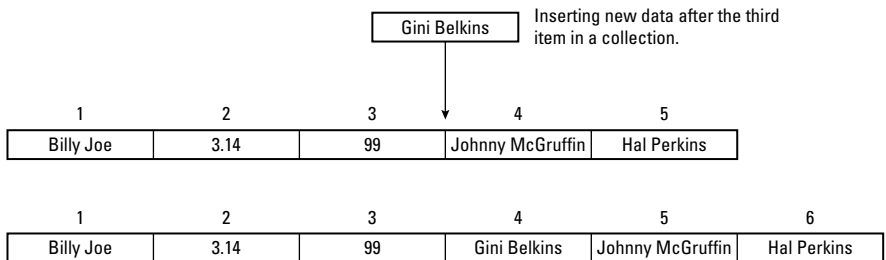 Gini Belkins
Inserting new data after the third
item in a collection.
1 2 3 4 5
Billy Joe 3.14 99 Johnny McGruffin Hal Perkins
1 2 3 4 5 6
Billy Joe 3.14 99 Gini Belkins Johnny McGruffin Hal Perkins